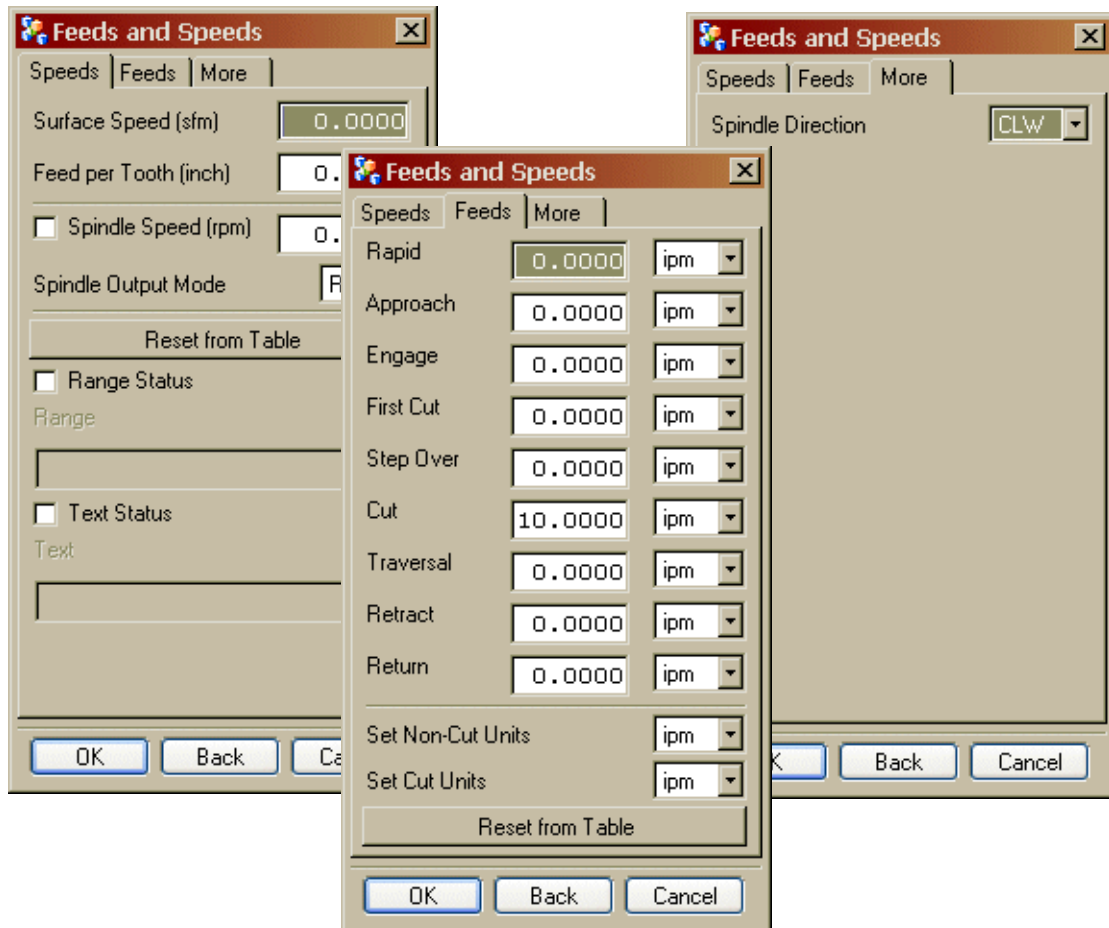 Feeds and Speeds
Speeds Feeds More
Surface Speed (sfm) 0.0000
Feed per Tooth (inch) 0.
Spindle Speed (rpm) 0.
Spindle Output Mode
Reset from Table
Range Status
Range
Text Status
Text
OK Back
Feeds and Speeds
Speeds Feeds More
Rapid 0.0000 ipm
Approach 0.0000 ipm
Engage 0.0000 ipm
First Cut 0.0000 ipm
Step Over 0.0000 ipm
Cut 10.0000 ipm
Traversal 0.0000 ipm
Retract 0.0000 ipm
Return 0.0000 ipm
Set Non-Cut Units ipm
Set Cut Units ipm
Reset from Table
OK Back Cancel
Feeds and Speeds
Speeds Feeds More
Spindle Direction CLW
Back Cancel